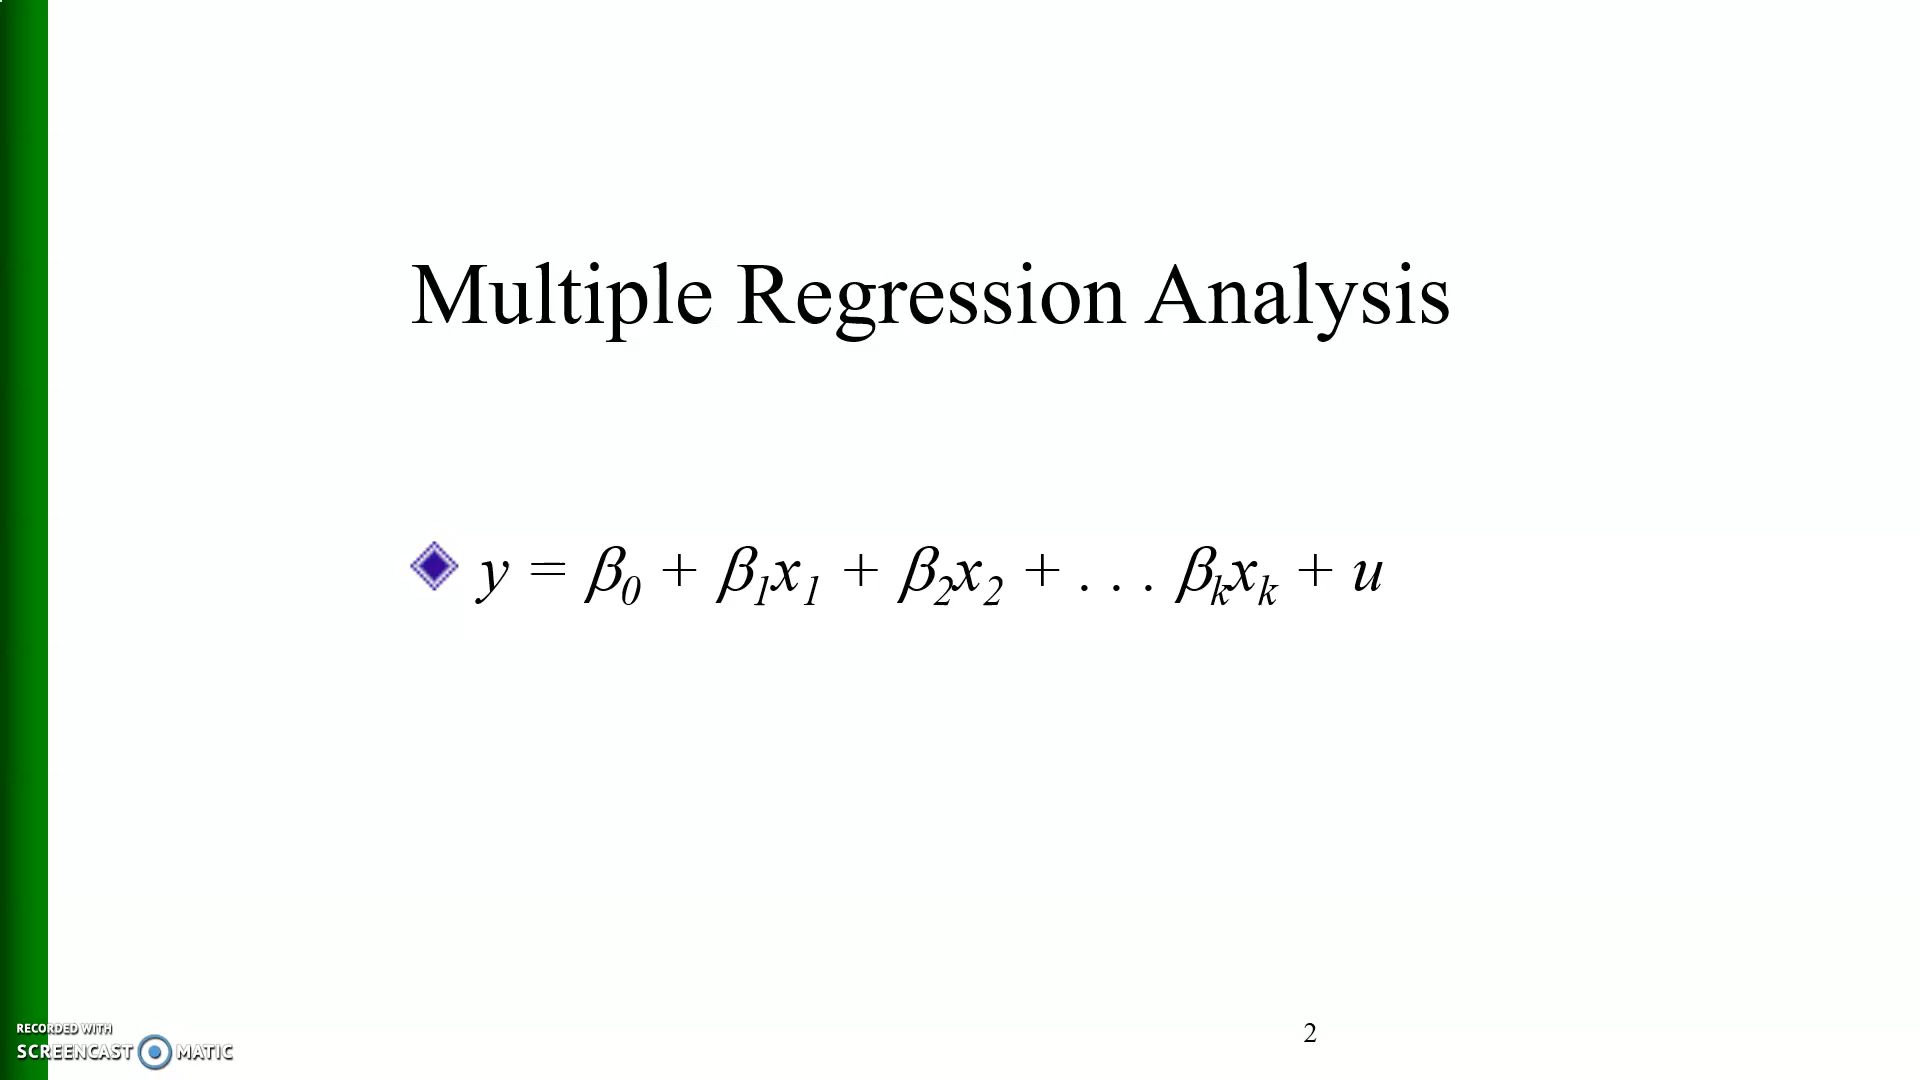 Multiple Regression Analysis
y = β₀ + β₁x₁ + β₂x₂ + . . . βₖxₖ + u
2
RECORDED WITH
SCREENCAST MATIC